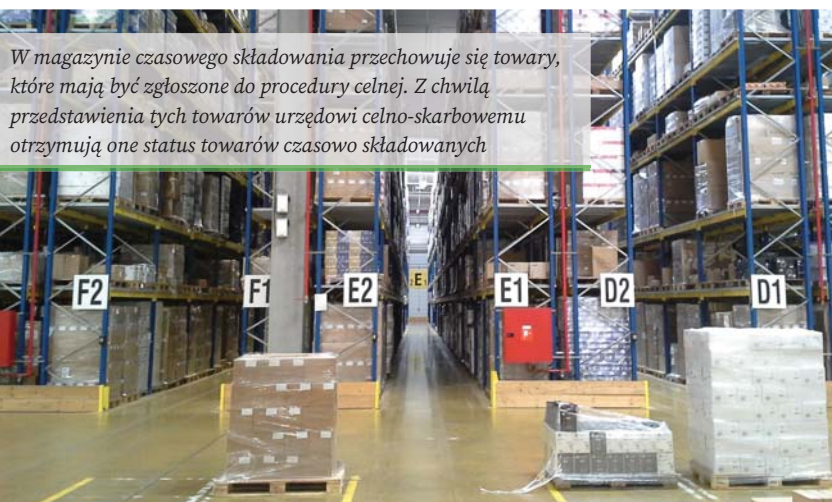 W magazynie czasowego składowania przechowuje się towary,
które mają być zgłoszone do procedury celnej. Z chwilą
przedstawienia tych towarów urzędowi celno-skarbowemu
otrzymują one status towarów czasowo składowanych
F2
F1
E2
E
E1
D2
D1